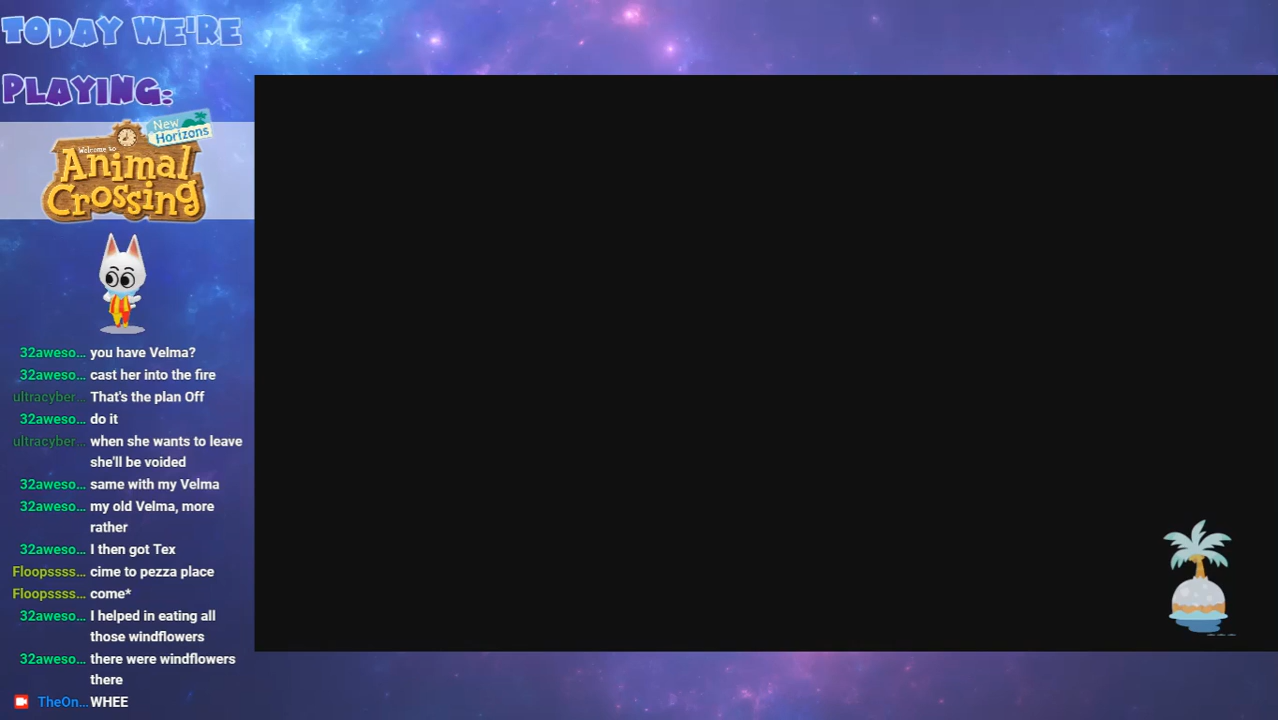 TODAY WE'RE
PLAYING:
New
Horizons
Welcome to
Animal
Crossing
32aweso... you have Velma?
32aweso... cast her into the fire
ultracyber... That's the plan Off
32aweso... do it
ultracyber... when she wants to leave
she'll be voided
32aweso... same with my Velma
32aweso... my old Velma, more
rather
32aweso... I then got Tex
Floopssss... cime to pezza place
Floopssss... come*
32aweso... I helped in eating all
those windflowers
32aweso... there were windflowers
there
TheOn... WHEE